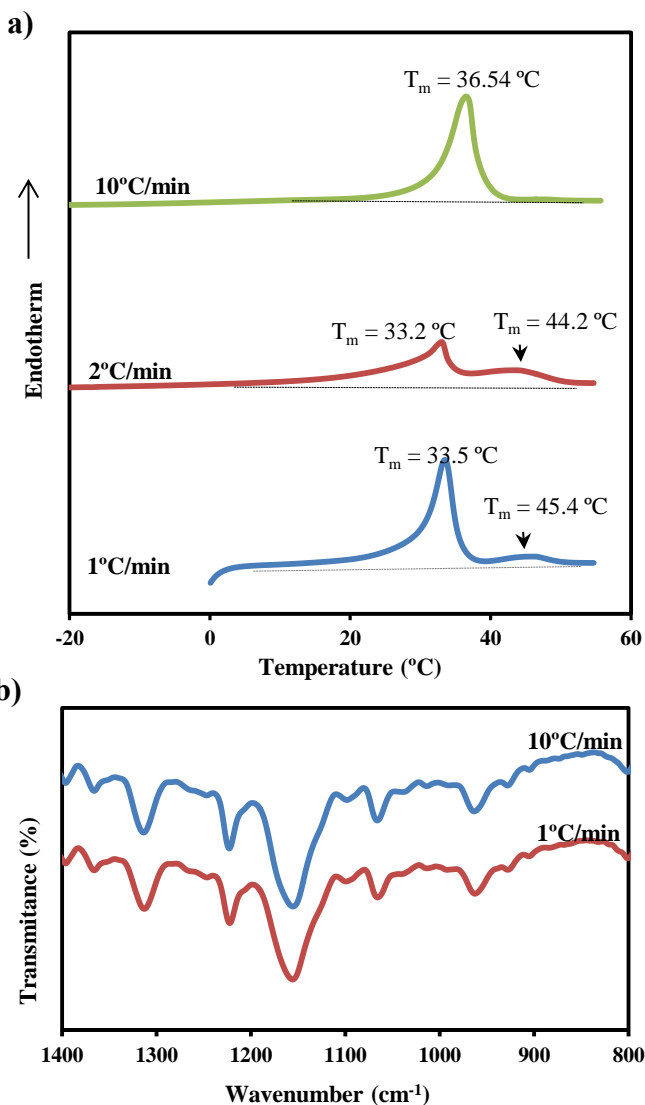 a)
Tₘ = 36.54 ºC
10ºC/min
Tₘ = 33.2 ºC
Tₘ = 44.2 ºC
2ºC/min
Tₘ = 33.5 ºC
Tₘ = 45.4 ºC
1ºC/min
Endotherm
-20 0 20 40 60
Temperature (ºC)
b)
10ºC/min
1ºC/min
Transmitance (%)
1400 1300 1200 1100 1000 900 800
Wavenumber (cm⁻¹)